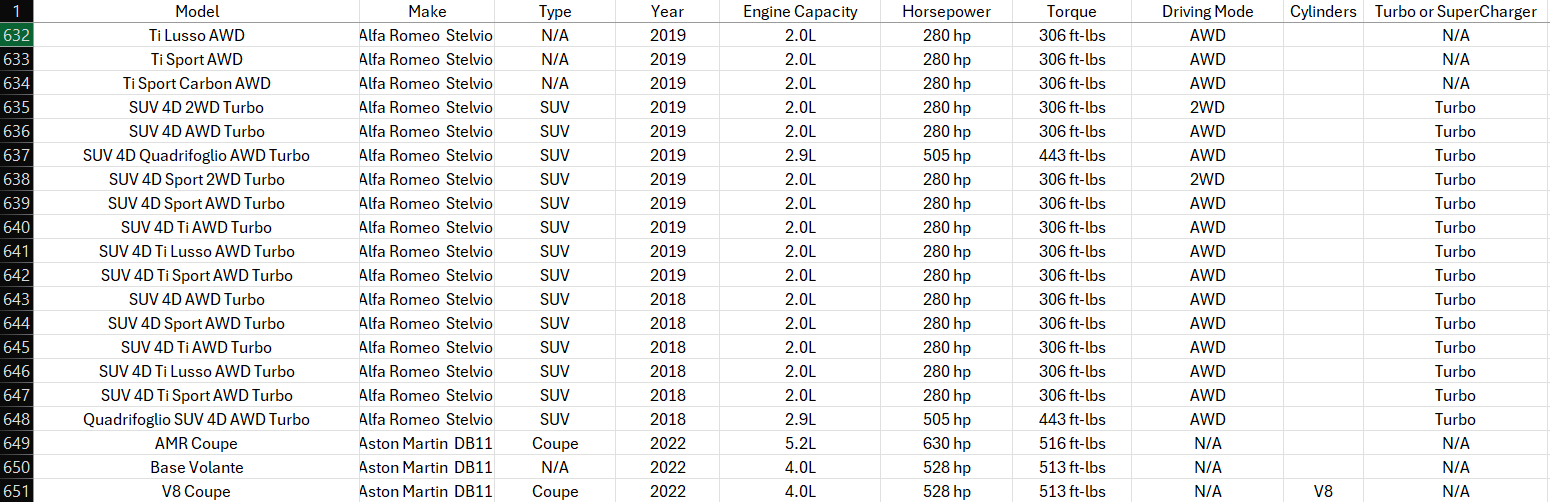 1 Model Make Type Year Engine Capacity Horsepower Torque Driving Mode Cylinders Turbo or SuperCharger
632 Ti Lusso AWD Alfa Romeo Stelvio N/A 2019 2.0L 280 hp 306 ft-lbs AWD N/A
633 Ti Sport AWD Alfa Romeo Stelvio N/A 2019 2.0L 280 hp 306 ft-lbs AWD N/A
634 Ti Sport Carbon AWD Alfa Romeo Stelvio N/A 2019 2.0L 280 hp 306 ft-lbs AWD N/A
635 SUV 4D 2WD Turbo Alfa Romeo Stelvio SUV 2019 2.0L 280 hp 306 ft-lbs 2WD Turbo
636 SUV 4D AWD Turbo Alfa Romeo Stelvio SUV 2019 2.0L 280 hp 306 ft-lbs AWD Turbo
637 SUV 4D Quadrifoglio AWD Turbo Alfa Romeo Stelvio SUV 2019 2.9L 505 hp 443 ft-lbs AWD Turbo
638 SUV 4D Sport 2WD Turbo Alfa Romeo Stelvio SUV 2019 2.0L 280 hp 306 ft-lbs 2WD Turbo
639 SUV 4D Sport AWD Turbo Alfa Romeo Stelvio SUV 2019 2.0L 280 hp 306 ft-lbs AWD Turbo
640 SUV 4D Ti AWD Turbo Alfa Romeo Stelvio SUV 2019 2.0L 280 hp 306 ft-lbs AWD Turbo
641 SUV 4D Ti Lusso AWD Turbo Alfa Romeo Stelvio SUV 2019 2.0L 280 hp 306 ft-lbs AWD Turbo
642 SUV 4D Ti Sport AWD Turbo Alfa Romeo Stelvio SUV 2019 2.0L 280 hp 306 ft-lbs AWD Turbo
643 SUV 4D AWD Turbo Alfa Romeo Stelvio SUV 2018 2.0L 280 hp 306 ft-lbs AWD Turbo
644 SUV 4D Sport AWD Turbo Alfa Romeo Stelvio SUV 2018 2.0L 280 hp 306 ft-lbs AWD Turbo
645 SUV 4D Ti AWD Turbo Alfa Romeo Stelvio SUV 2018 2.0L 280 hp 306 ft-lbs AWD Turbo
646 SUV 4D Ti Lusso AWD Turbo Alfa Romeo Stelvio SUV 2018 2.0L 280 hp 306 ft-lbs AWD Turbo
647 SUV 4D Ti Sport AWD Turbo Alfa Romeo Stelvio SUV 2018 2.0L 280 hp 306 ft-lbs AWD Turbo
648 Quadrifoglio SUV 4D AWD Turbo Alfa Romeo Stelvio SUV 2018 2.9L 505 hp 443 ft-lbs AWD Turbo
649 AMR Coupe Aston Martin DB11 Coupe 2022 5.2L 630 hp 516 ft-lbs N/A N/A
650 Base Volante Aston Martin DB11 N/A 2022 4.0L 528 hp 513 ft-lbs N/A N/A
651 V8 Coupe Aston Martin DB11 Coupe 2022 4.0L 528 hp 513 ft-lbs N/A V8 N/A